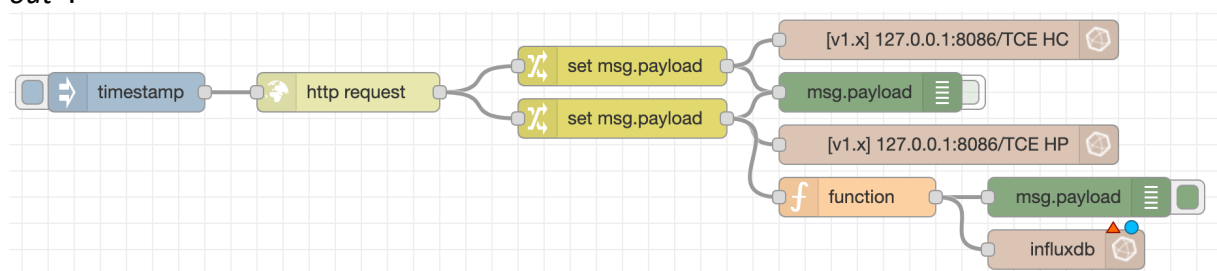 timestamp
http request
set msg.payload
set msg.payload
[v1.x] 127.0.0.1:8086/TCE HC
msg.payload
[v1.x] 127.0.0.1:8086/TCE HP
function
msg.payload
influxdb